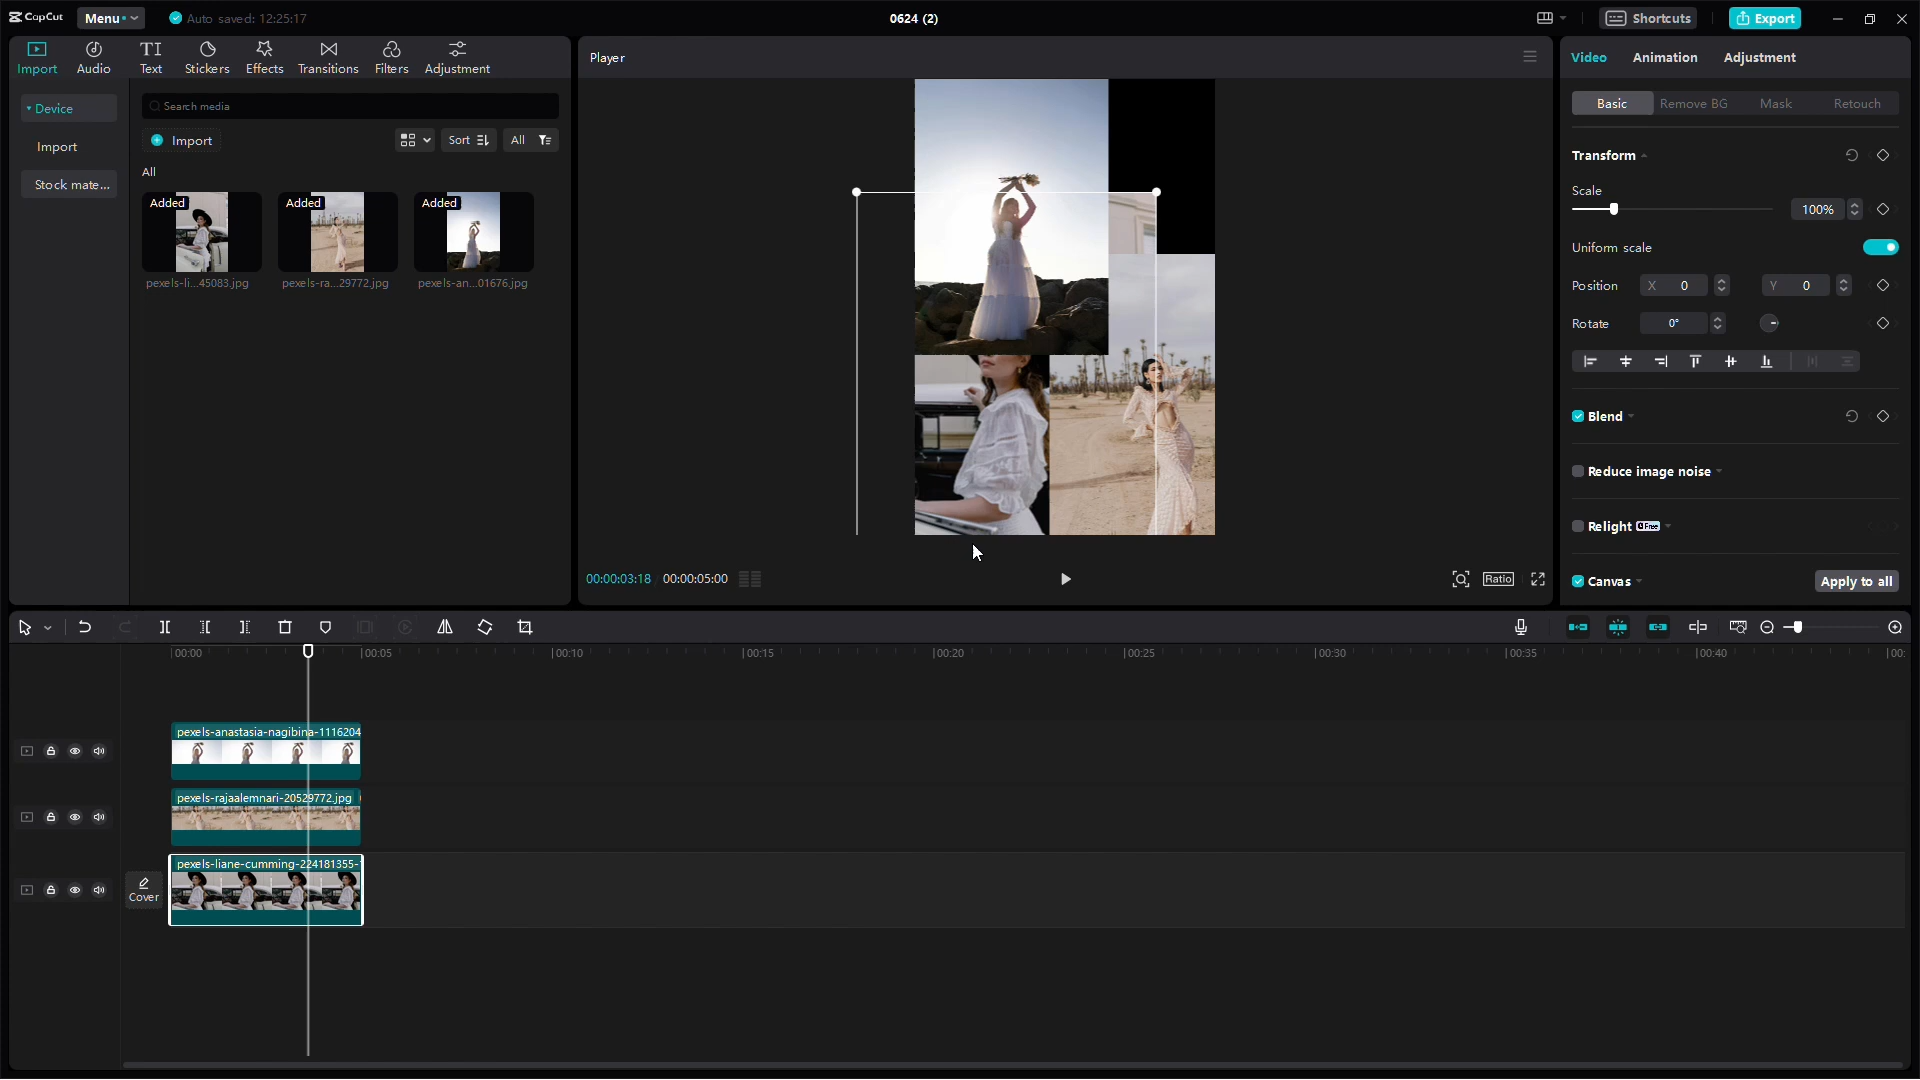 CapCut
Menu
Auto saved: 12:25:17
0624 (2)
Shortcuts
Export
Import
Audio
TI
Text
Stickers
Effects
Transitions
Filters
Adjustment
Device
Import
Stock mate...
Search media
Import
Sort
All
All
Added
Added
Added
pexels-li...45083.jpg
pexels-ra...29772.jpg
pexels-an...01676.jpg
Player
00:00:03:18
00:00:05:00
Ratio
Video
Animation
Adjustment
Basic
Remove BG
Mask
Retouch
Transform
Scale
100%
Uniform scale
Position
X 0
Y 0
Rotate
0°
Blend
Reduce image noise
Relight
Free
Canvas
Apply to all
00:00
00:05
00:10
00:15
00:20
00:25
00:30
00:35
00:40
00:
pexels-anastasia-nagibina-1116204
pexels-rajaalemnari-20529772.jpg
Cover
pexels-liane-cumming-224181355-